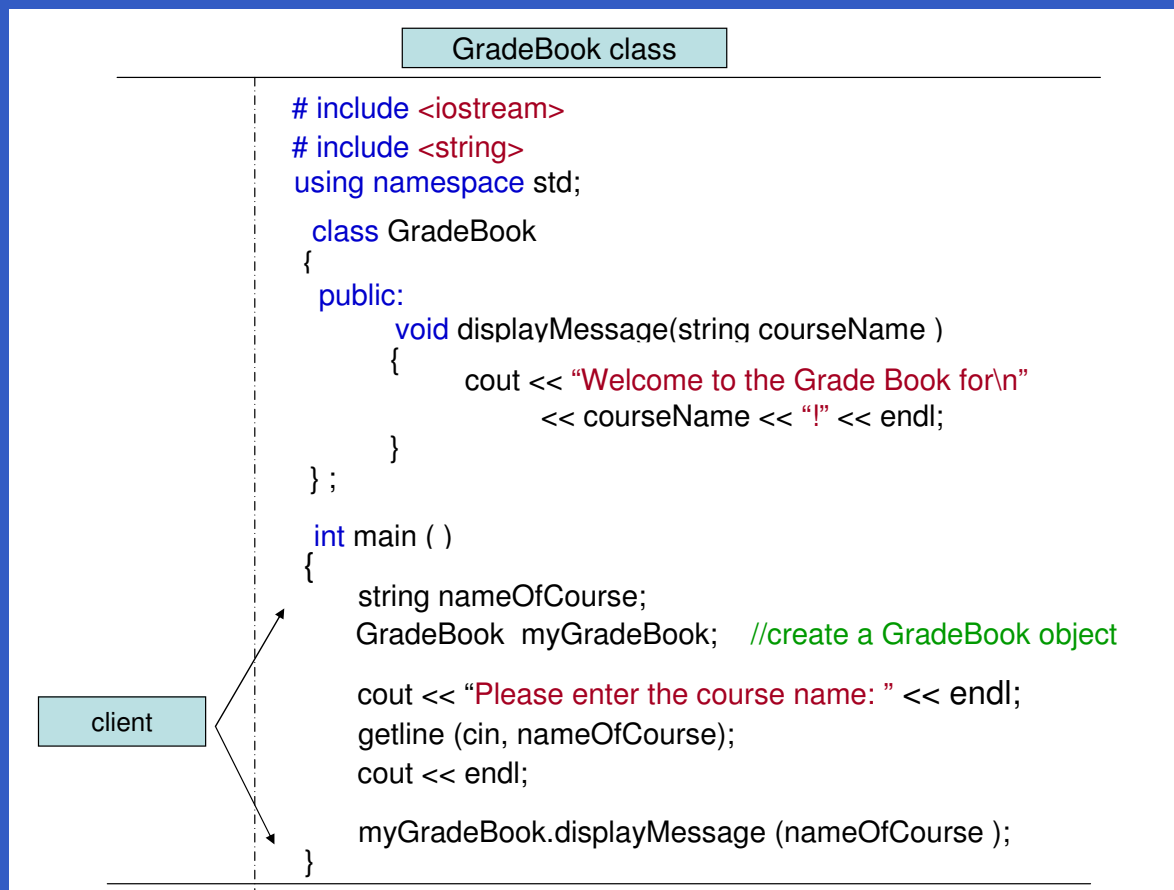 GradeBook class
# include <iostream>
# include <string>
using namespace std;
class GradeBook
{
public:
void displayMessage(string courseName )
{
cout << “Welcome to the Grade Book for\n”
<< courseName << “!” << endl;
}
} ;
int main ( )
{
string nameOfCourse;
GradeBook myGradeBook; //create a GradeBook object
cout << “Please enter the course name: ” << endl;
client
getline (cin, nameOfCourse);
cout << endl;
myGradeBook.displayMessage (nameOfCourse );
}